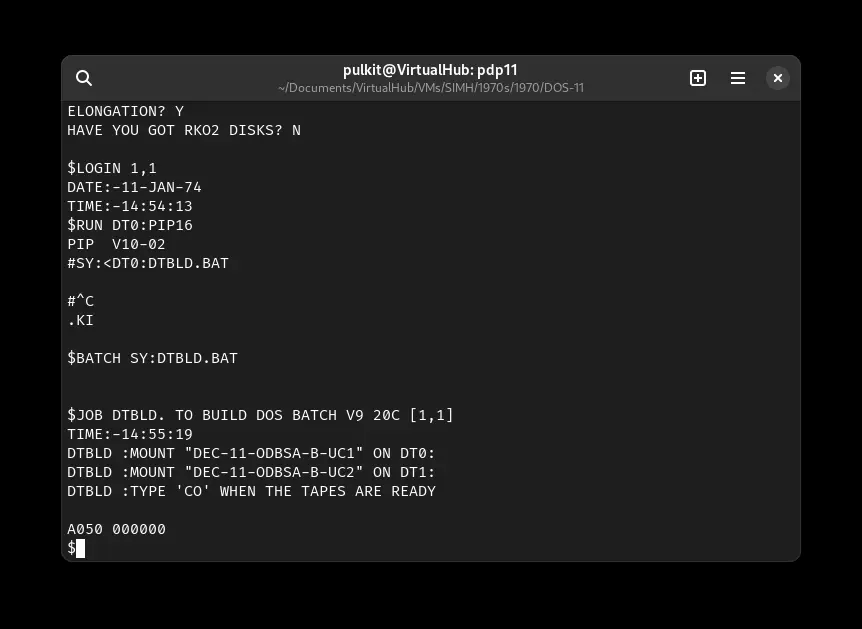 pulkit@VirtualHub: pdp11
~/Documents/VirtualHub/VMs/SIMH/1970s/1970/DOS-11
ELONGATION? Y
HAVE YOU GOT RKO2 DISKS? N
$LOGIN 1,1
DATE:-11-JAN-74
TIME:-14:54:13
$RUN DT0:PIP16
PIP  V10-02
#SY:<DT0:DTBLD.BAT
#^C
.KI
$BATCH SY:DTBLD.BAT
$JOB DTBLD. TO BUILD DOS BATCH V9 20C [1,1]
TIME:-14:55:19
DTBLD :MOUNT "DEC-11-ODBSA-B-UC1" ON DT0:
DTBLD :MOUNT "DEC-11-ODBSA-B-UC2" ON DT1:
DTBLD :TYPE 'CO' WHEN THE TAPES ARE READY
A050 000000
$